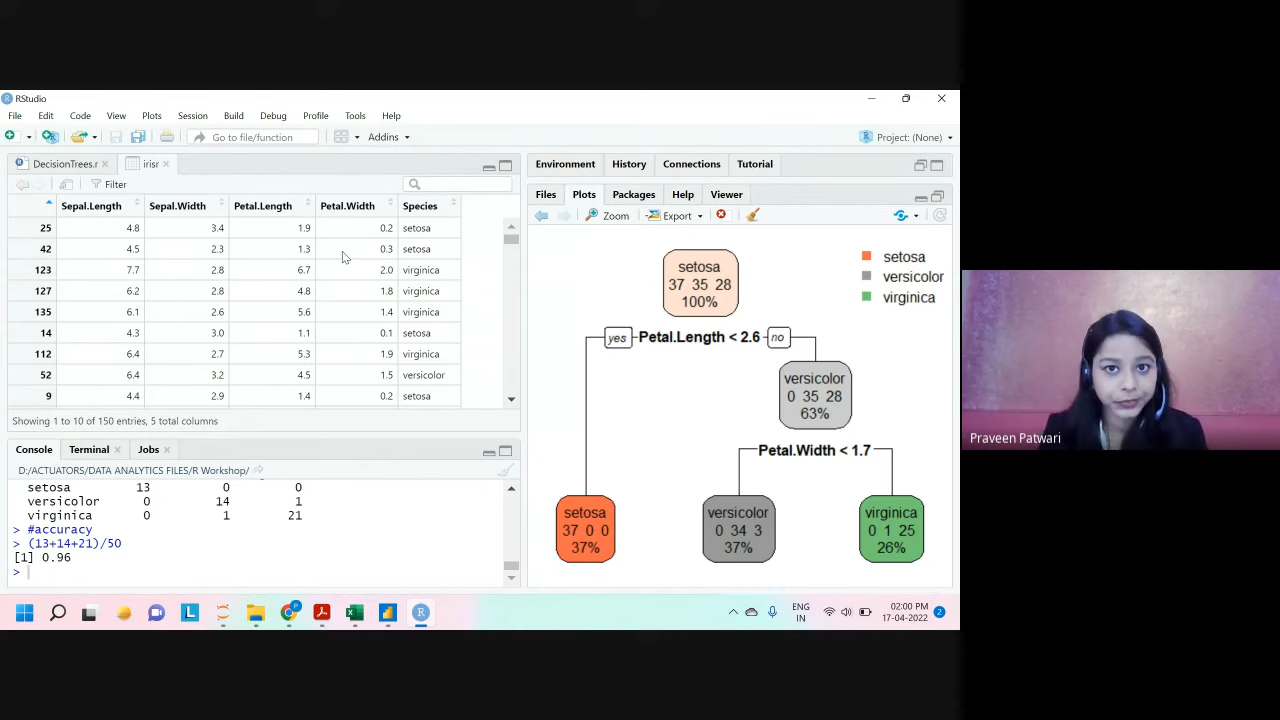 RStudio
File Edit Code View Plots Session Build Debug Profile Tools Help
Go to file/function Addins Project: (None)
DecisionTrees.r irisr
Filter
Sepal.Length Sepal.Width Petal.Length Petal.Width Species
25 4.8 3.4 1.9 0.2 setosa
42 4.5 2.3 1.3 0.3 setosa
123 7.7 2.8 6.7 2.0 virginica
127 6.2 2.8 4.8 1.8 virginica
135 6.1 2.6 5.6 1.4 virginica
14 4.3 3.0 1.1 0.1 setosa
112 6.4 2.7 5.3 1.9 virginica
52 6.4 3.2 4.5 1.5 versicolor
9 4.4 2.9 1.4 0.2 setosa
Showing 1 to 10 of 150 entries, 5 total columns
Console Terminal Jobs
D:/ACTUATORS/DATA ANALYTICS FILES/R Workshop/
setosa 13 0 0
versicolor 0 14 1
virginica 0 1 21
> #accuracy
> (13+14+21)/50
[1] 0.96
>
Environment History Connections Tutorial
Files Plots Packages Help Viewer
Zoom Export
setosa
37 35 28
100%
setosa
versicolor
virginica
yes Petal.Length < 2.6 no
versicolor
0 35 28
63%
Petal.Width < 1.7
setosa
37 0 0
37%
versicolor
0 34 3
37%
virginica
0 1 25
26%
Praveen Patwari
ENG
IN
02:00 PM
17-04-2022
2